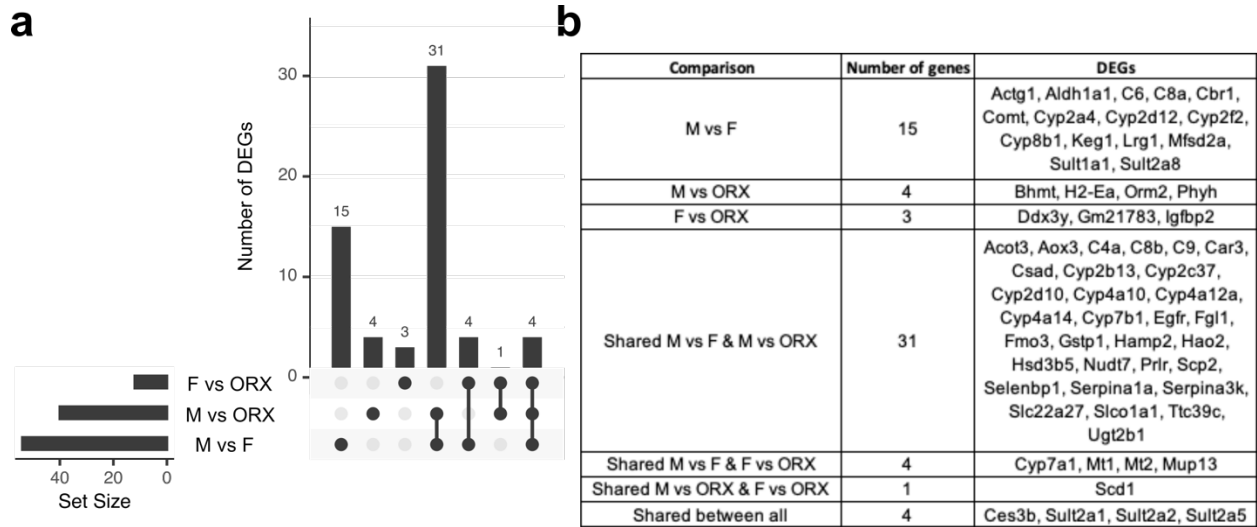 a
Number of DEGs
30
20
10
0
31
15
4
3
4
1
4
F vs ORX
M vs ORX
M vs F
40 20 0
Set Size
b
Comparison Number of genes DEGs
M vs F 15
Actg1, Aldh1a1, C6, C8a, Cbr1,
Comt, Cyp2a4, Cyp2d12, Cyp2f2,
Cyp8b1, Keg1, Lrg1, Mfsd2a,
Sult1a1, Sult2a8
M vs ORX 4 Bhmt, H2-Ea, Orm2, Phyh
F vs ORX 3 Ddx3y, Gm21783, Igfbp2
Shared M vs F & M vs ORX 31
Acot3, Aox3, C4a, C8b, C9, Car3,
Csad, Cyp2b13, Cyp2c37,
Cyp2d10, Cyp4a10, Cyp4a12a,
Cyp4a14, Cyp7b1, Egfr, Fgl1,
Fmo3, Gstp1, Hamp2, Hao2,
Hsd3b5, Nudt7, Prlr, Scp2,
Selenbp1, Serpina1a, Serpina3k,
Slc22a27, Slco1a1, Ttc39c,
Ugt2b1
Shared M vs F & F vs ORX 4 Cyp7a1, Mt1, Mt2, Mup13
Shared M vs ORX & F vs ORX 1 Scd1
Shared between all 4 Ces3b, Sult2a1, Sult2a2, Sult2a5